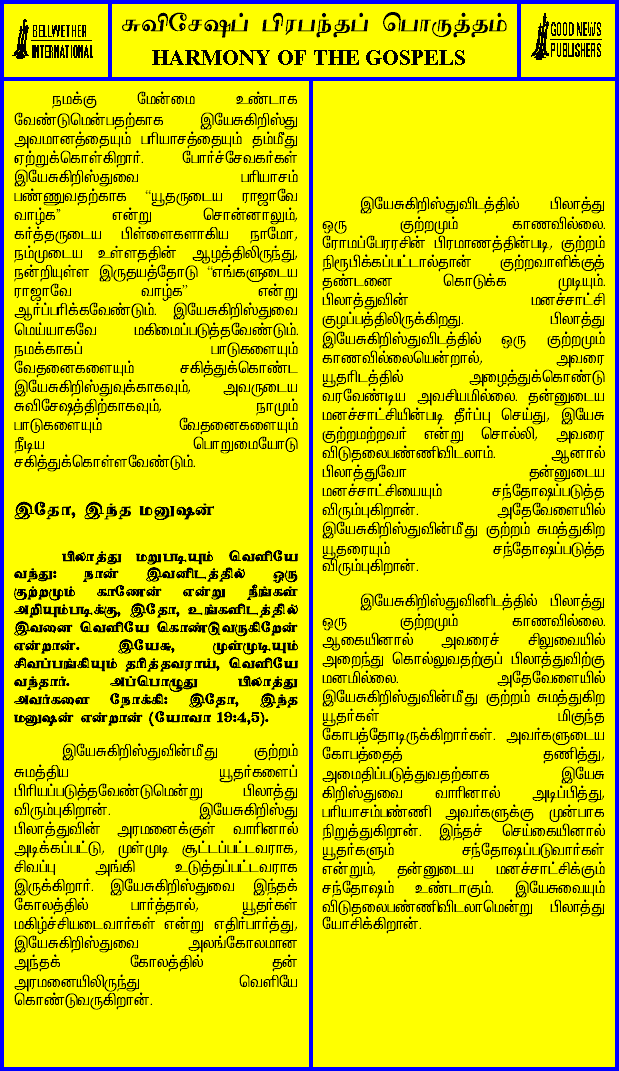 BELLWETHER
INTERNATIONAL
சுவிசேஷப் பிரபந்தப் பொருத்தம்
HARMONY OF THE GOSPELS
GOOD NEWS
PUBLISHERS
நமக்கு மேன்மை உண்டாக
வேண்டுமென்பதற்காக இயேசுகிறிஸ்து
அவமானத்தையும் பரியாசத்தையும் தம்மீது
ஏற்றுக்கொள்கிறார். போர்ச்சேவகர்கள்
இயேசுகிறிஸ்துவை பரியாசம்
பண்ணுவதற்காக “யூதருடைய ராஜாவே
வாழ்க” என்று சொன்னாலும்,
கர்த்தருடைய பிள்ளைகளாகிய நாமோ,
நம்முடைய உள்ளததின் ஆழத்திலிருந்து,
நன்றியுள்ள இருதயத்தோடு “எங்களுடைய
ராஜாவே வாழ்க” என்று
ஆர்ப்பரிக்கவேண்டும். இயேசுகிறிஸ்துவை
மெய்யாகவே மகிமைப்படுத்தவேண்டும்.
நமக்காகப் பாடுகளையும்
வேதனைகளையும் சகித்துக்கொண்ட
இயேசுகிறிஸ்துவுக்காகவும், அவருடைய
சுவிசேஷத்திற்காகவும், நாமும்
பாடுகளையும் வேதனைகளையும்
நீடிய பொறுமையோடு
சகித்துக்கொள்ளவேண்டும்.
இதோ, இந்த மனுஷன்
பிலாத்து மறுபடியும் வெளியே
வந்து: நான் இவனிடத்தில் ஒரு
குற்றமும் காணேன் என்று நீங்கள்
அறியும்படிக்கு, இதோ, உங்களிடத்தில்
இவனை வெளியே கொண்டுவருகிறேன்
என்றான். இயேசு, முள்முடியும்
சிவப்பங்கியும் தரித்தவராய், வெளியே
வந்தார். அப்பொழுது பிலாத்து
அவர்களை நோக்கி: இதோ, இந்த
மனுஷன் என்றான் (யோவா 19:4,5).
இயேசுகிறிஸ்துவின்மீது குற்றம்
சுமத்திய யூதர்களைப்
பிரியப்படுத்தவேண்டுமென்று பிலாத்து
விரும்புகிறான். இயேசுகிறிஸ்து
பிலாத்துவின் அரமனைக்குள் வாரினால்
அடிக்கப்பட்டு, முள்முடி சூட்டப்பட்டவராக,
சிவப்பு அங்கி உடுத்தப்பட்டவராக
இருக்கிறார். இயேசுகிறிஸ்துவை இந்தக்
கோலத்தில் பார்த்தால், யூதர்கள்
மகிழ்ச்சியடைவார்கள் என்று எதிர்பார்த்து,
இயேசுகிறிஸ்துவை அலங்கோலமான
அந்தக் கோலத்தில் தன்
அரமனையிலிருந்து வெளியே
கொண்டுவருகிறான்.
இயேசுகிறிஸ்துவிடத்தில் பிலாத்து
ஒரு குற்றமும் காணவில்லை.
ரோமப்பேரரசின் பிரமாணத்தின்படி, குற்றம்
நிரூபிக்கப்பட்டால்தான் குற்றவாளிக்குத்
தண்டனை கொடுக்க முடியும்.
பிலாத்துவின் மனச்சாட்சி
குழப்பத்திலிருக்கிறது. பிலாத்து
இயேசுகிறிஸ்துவிடத்தில் ஒரு குற்றமும்
காணவில்லையென்றால், அவரை
யூதரிடத்தில் அழைத்துக்கொண்டு
வரவேண்டிய அவசியமில்லை. தன்னுடைய
மனச்சாட்சியின்படி தீர்ப்பு செய்து, இயேசு
குற்றமற்றவர் என்று சொல்லி, அவரை
விடுதலைபண்ணிவிடலாம். ஆனால்
பிலாத்துவோ தன்னுடைய
மனச்சாட்சியையும் சந்தோஷப்படுத்த
விரும்புகிறான். அதேவேளையில்
இயேசுகிறிஸ்துவின்மீது குற்றம் சுமத்துகிற
யூதரையும் சந்தோஷப்படுத்த
விரும்புகிறான்.
இயேசுகிறிஸ்துவினிடத்தில் பிலாத்து
ஒரு குற்றமும் காணவில்லை.
ஆகையினால் அவரைச் சிலுவையில்
அறைந்து கொல்லுவதற்குப் பிலாத்துவிற்கு
மனமில்லை. அதேவேளையில்
இயேசுகிறிஸ்துவின்மீது குற்றம் சுமத்துகிற
யூதர்கள் மிகுந்த
கோபத்தோடிருக்கிறார்கள். அவர்களுடைய
கோபத்தைத் தணித்து,
அமைதிப்படுத்துவதற்காக இயேசு
கிறிஸ்துவை வாரினால் அடிப்பித்து,
பரியாசம்பண்ணி அவர்களுக்கு முன்பாக
நிறுத்துகிறான். இந்தச் செய்கையினால்
யூதர்களும் சந்தோஷப்படுவார்கள்
என்றும், தன்னுடைய மனச்சாட்சிக்கும்
சந்தோஷம் உண்டாகும். இயேசுவையும்
விடுதலைபண்ணிவிடலாமென்று பிலாத்து
யோசிக்கிறான்.